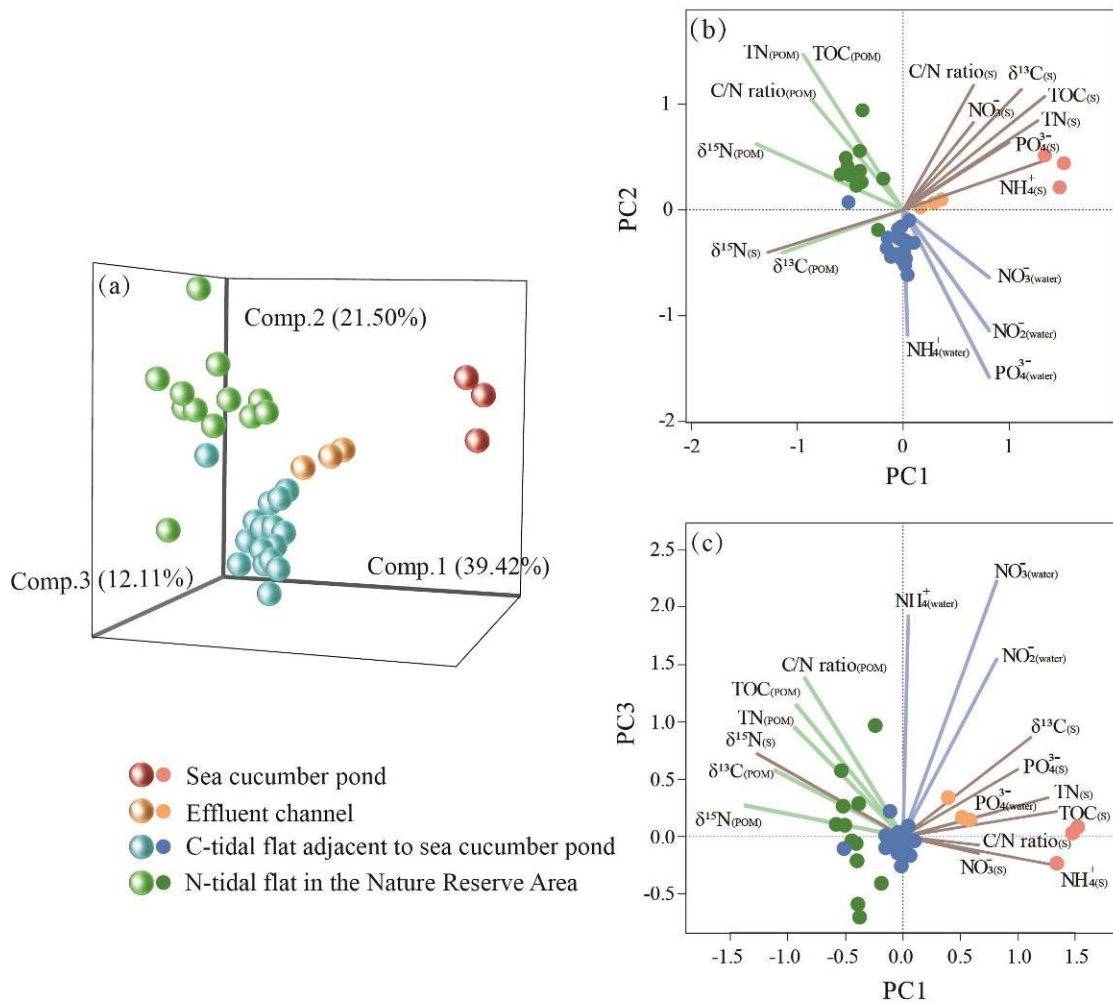 (a)
Comp.2 (21.50%)
Comp.1 (39.42%)
Comp.3 (12.11%)
Sea cucumber pond
Effluent channel
C-tidal flat adjacent to sea cucumber pond
N-tidal flat in the Nature Reserve Area
(b)
TN(POM)
TOC(POM)
C/N ratio(POM)
δ¹⁵N(POM)
C/N ratio(S)
δ¹³C(S)
TOC(S)
NO₃⁻(S)
TN(S)
PO₄³⁻(S)
NH₄⁺(S)
δ¹⁵N(S)
δ¹³C(POM)
NO₃⁻(water)
NO₂⁻(water)
NH₄⁺(water)
PO₄³⁻(water)
PC2
1
0
-1
-2
-2
-1
0
1
PC1
(c)
NO₃⁻(water)
NH₄⁺(water)
NO₂⁻(water)
C/N ratio(POM)
TOC(POM)
TN(POM)
δ¹⁵N(S)
δ¹³C(POM)
δ¹⁵N(POM)
δ¹³C(S)
PO₄³⁻(S)
TN(S)
PO₄³⁻(water)
TOC(S)
C/N ratio(S)
NO₃⁻(S)
NH₄⁺(S)
PC3
2.5
2.0
1.5
1.0
0.5
0.0
-0.5
-1.5
-1.0
-0.5
0.0
0.5
1.0
1.5
PC1